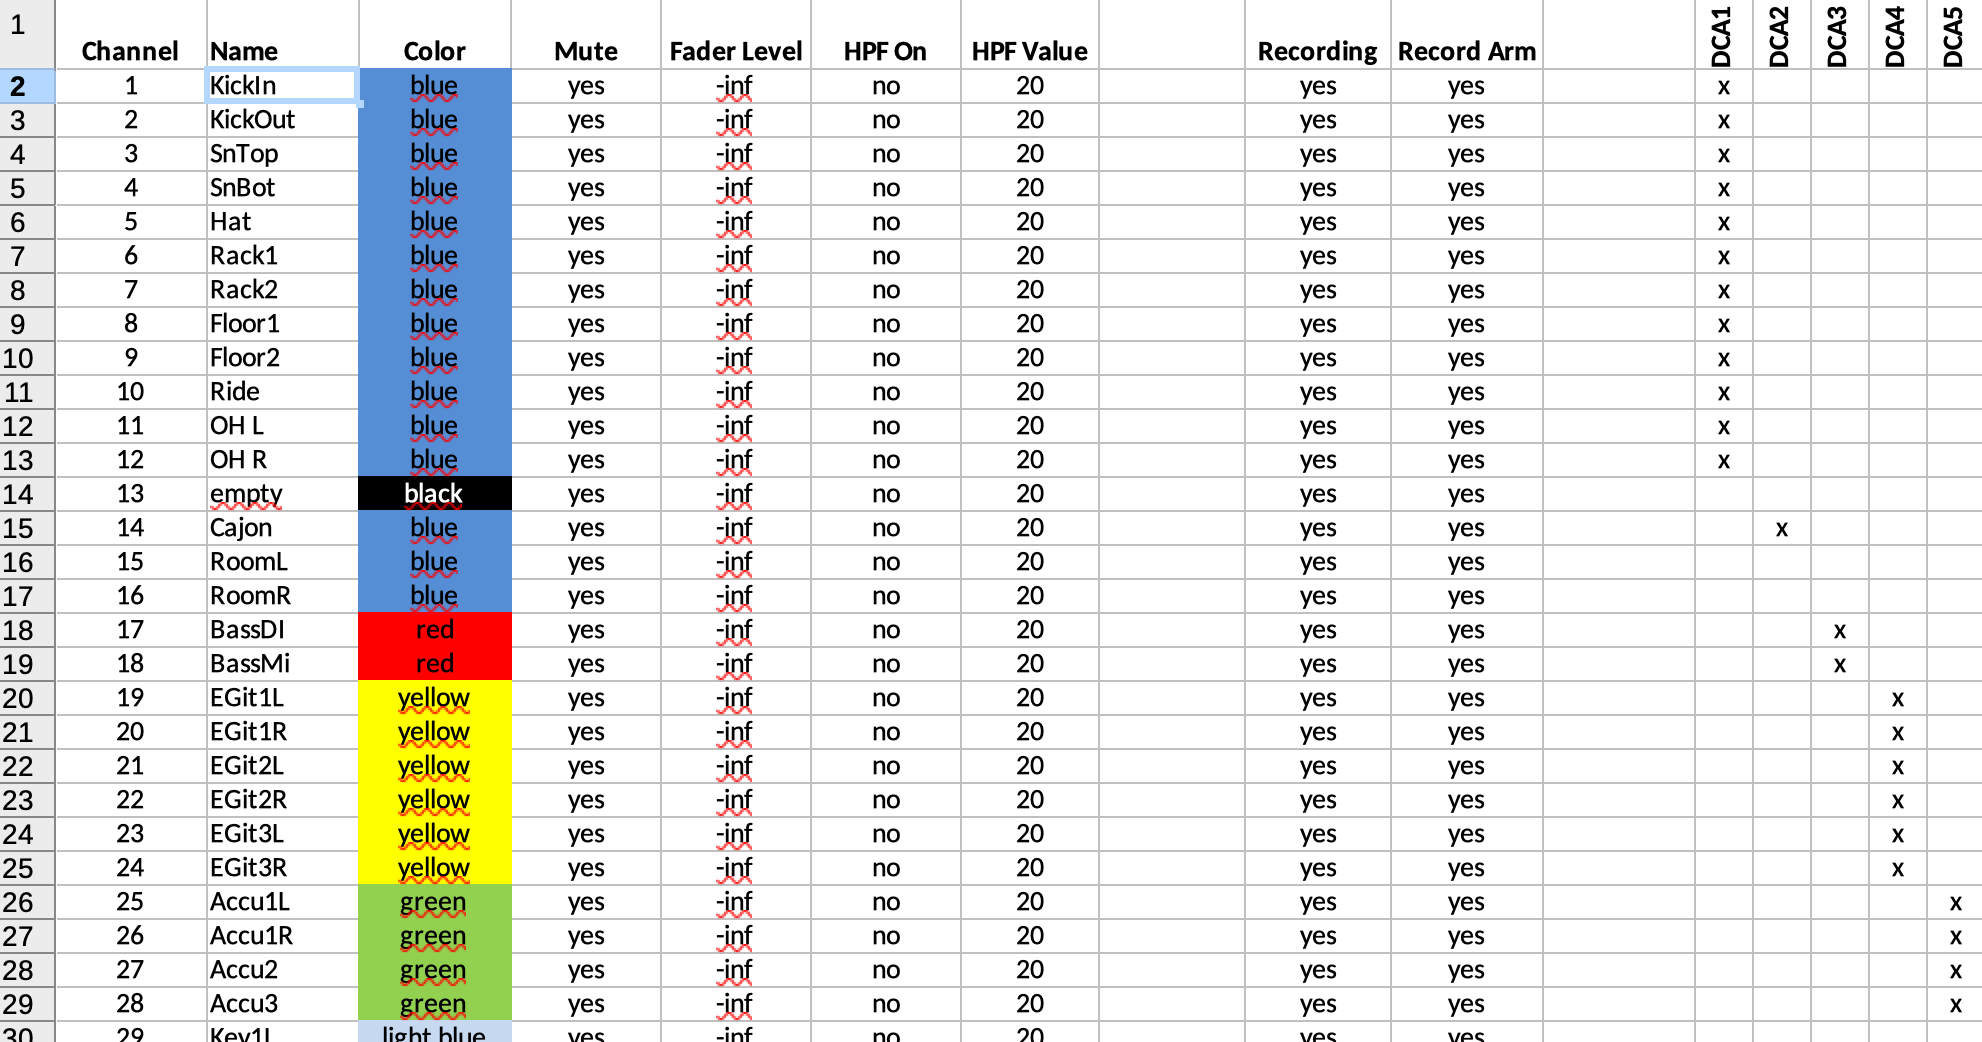 1 Channel Name Color Mute Fader Level HPF On HPF Value Recording Record Arm DCA1 DCA2 DCA3 DCA4 DCA5
2 1 KickIn blue yes -inf no 20 yes yes x
3 2 KickOut blue yes -inf no 20 yes yes x
4 3 SnTop blue yes -inf no 20 yes yes x
5 4 SnBot blue yes -inf no 20 yes yes x
6 5 Hat blue yes -inf no 20 yes yes x
7 6 Rack1 blue yes -inf no 20 yes yes x
8 7 Rack2 blue yes -inf no 20 yes yes x
9 8 Floor1 blue yes -inf no 20 yes yes x
10 9 Floor2 blue yes -inf no 20 yes yes x
11 10 Ride blue yes -inf no 20 yes yes x
12 11 OH L blue yes -inf no 20 yes yes x
13 12 OH R blue yes -inf no 20 yes yes x
14 13 empty black yes -inf no 20 yes yes
15 14 Cajon blue yes -inf no 20 yes yes x
16 15 RoomL blue yes -inf no 20 yes yes
17 16 RoomR blue yes -inf no 20 yes yes
18 17 BassDI red yes -inf no 20 yes yes x
19 18 BassMi red yes -inf no 20 yes yes x
20 19 EGit1L yellow yes -inf no 20 yes yes x
21 20 EGit1R yellow yes -inf no 20 yes yes x
22 21 EGit2L yellow yes -inf no 20 yes yes x
23 22 EGit2R yellow yes -inf no 20 yes yes x
24 23 EGit3L yellow yes -inf no 20 yes yes x
25 24 EGit3R yellow yes -inf no 20 yes yes x
26 25 Accu1L green yes -inf no 20 yes yes x
27 26 Accu1R green yes -inf no 20 yes yes x
28 27 Accu2 green yes -inf no 20 yes yes x
29 28 Accu3 green yes -inf no 20 yes yes x
30 29 Key1L light blue yes -inf no 20 yes yes